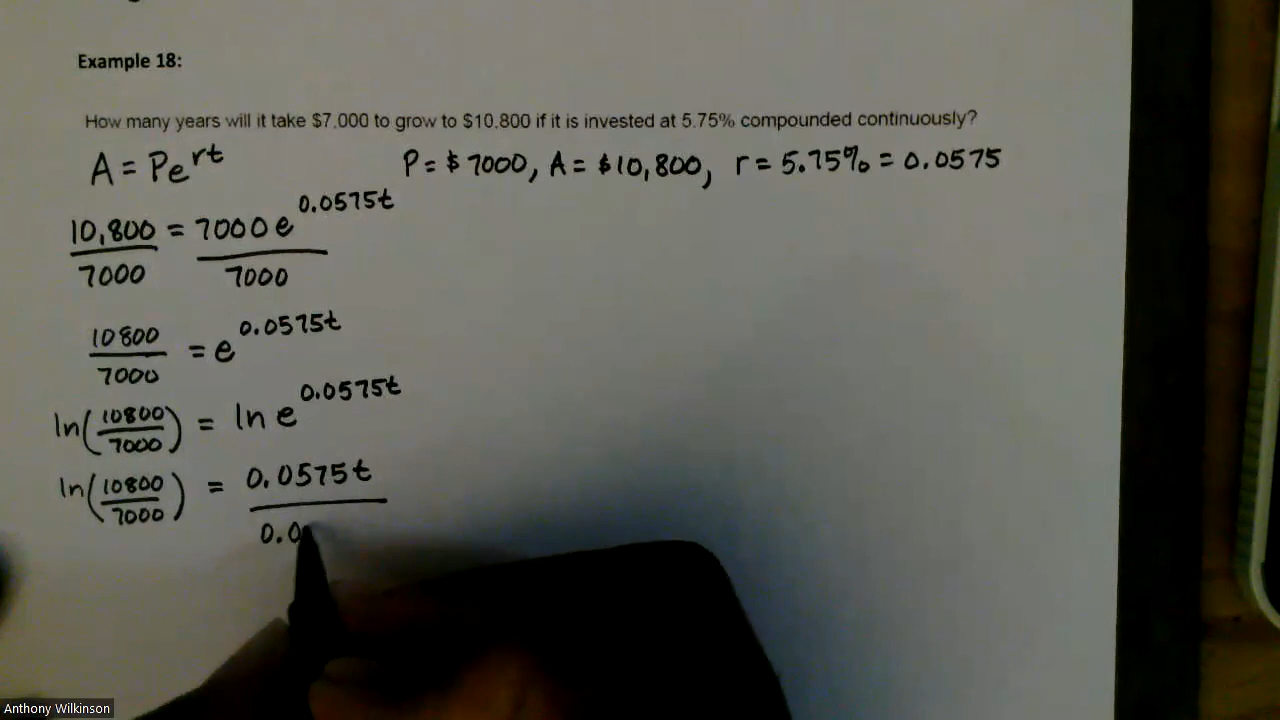 Example 18:
How many years will it take $7,000 to grow to $10,800 if it is invested at 5.75% compounded continuously?
A = Pe^rt P = $7000, A = $10,800, r = 5.75% = 0.0575
10,800/7000 = 7000e^0.0575t/7000
10800/7000 = e^0.0575t
ln(10800/7000) = ln e^0.0575t
ln(10800/7000) = 0.0575t/0.0
Anthony Wilkinson